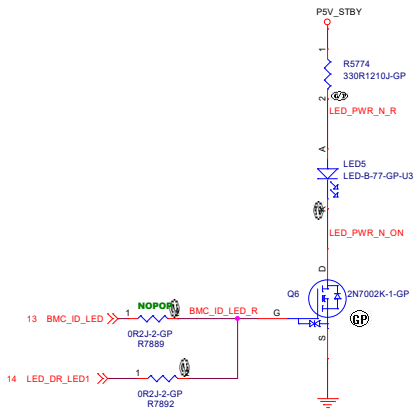 P5V_STBY
1
R5774
330R1210J-GP
2
LED_PWR_N_R
A
LED5
LED-B-77-GP-U3
LED_PWR_N_ON
D
Q6
2N7002K-1-GP
GP
G
S
NOPOP
13 BMC_ID_LED
1
BMC_ID_LED_R
0R2J-2-GP
R7889
14 LED_DR_LED1
1
0R2J-2-GP
R7892